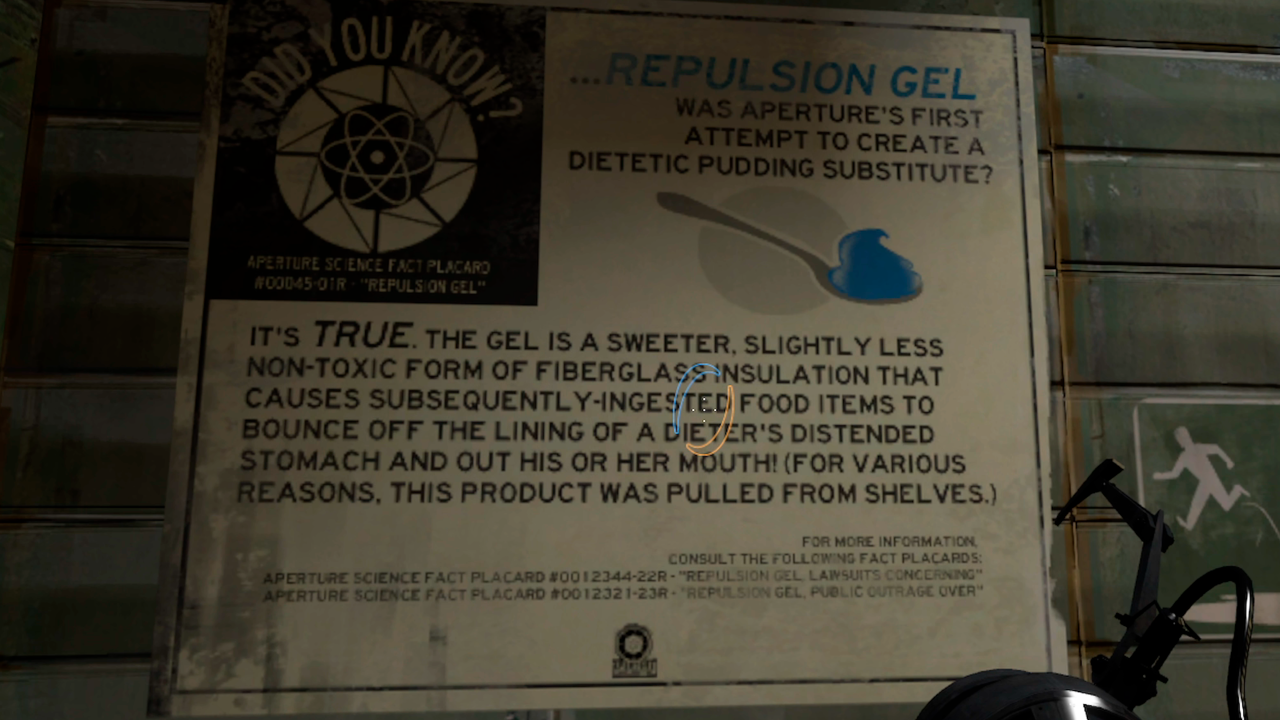 DID YOU KNOW?
APERTURE SCIENCE FACT PLACARD
#00045-01R - "REPULSION GEL"
...REPULSION GEL
WAS APERTURE'S FIRST
ATTEMPT TO CREATE A
DIETETIC PUDDING SUBSTITUTE?
IT'S TRUE. THE GEL IS A SWEETER, SLIGHTLY LESS
NON-TOXIC FORM OF FIBERGLASS INSULATION THAT
CAUSES SUBSEQUENTLY-INGESTED FOOD ITEMS TO
BOUNCE OFF THE LINING OF A DIETER'S DISTENDED
STOMACH AND OUT HIS OR HER MOUTH! (FOR VARIOUS
REASONS, THIS PRODUCT WAS PULLED FROM SHELVES.)
FOR MORE INFORMATION,
CONSULT THE FOLLOWING FACT PLACARDS:
APERTURE SCIENCE FACT PLACARD #0012344-22R - "REPULSION GEL, LAWSUITS CONCERNING"
APERTURE SCIENCE FACT PLACARD #0012321-23R - "REPULSION GEL, PUBLIC OUTRAGE OVER"